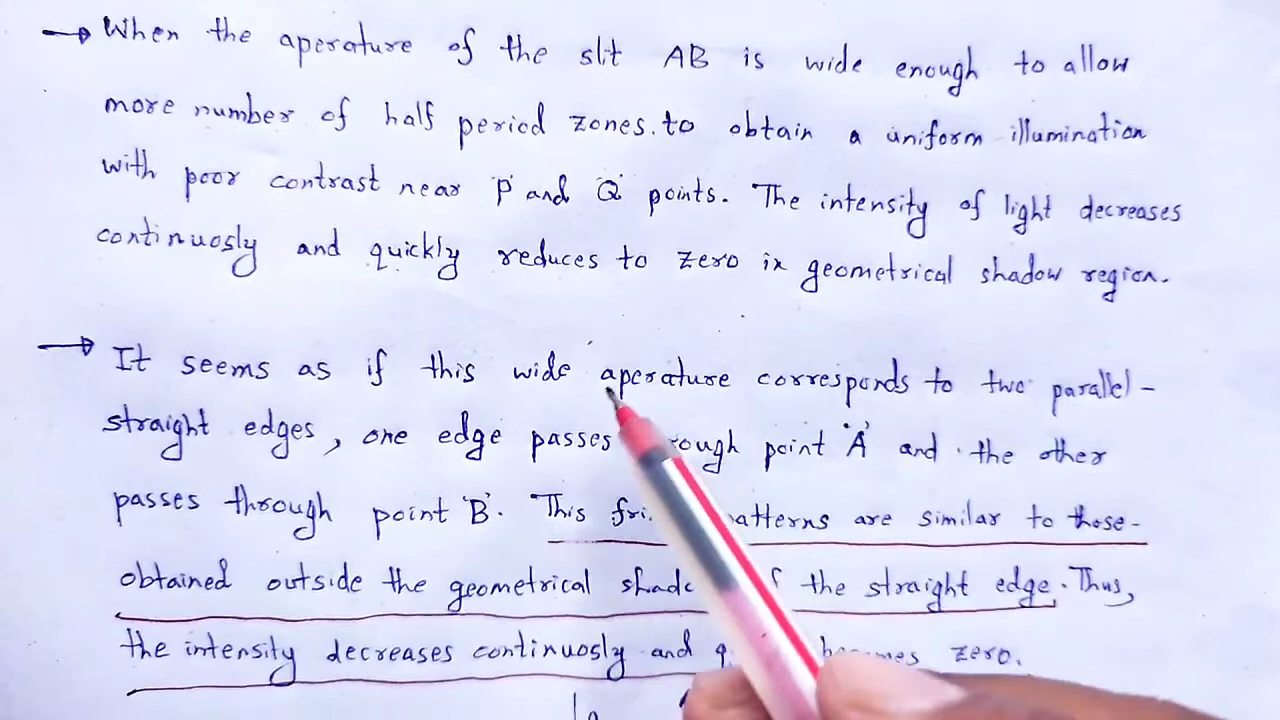 → When the aperature of the slit AB is wide enough to allow
more number of half period zones. to obtain a uniform illumination
with poor contrast near 'P' and 'Q' points. The intensity of light decreases
continuosly and quickly reduces to zero in geometrical shadow region.
→ It seems as if this wide aperature corresponds to two parallel-
straight edges, one edge passes rough point 'A' and the other
passes through point 'B'. This fri atterns are similar to those-
obtained outside the geometrical shado the straight edge. Thus,
the intensity decreases continuosly and q becomes zero.